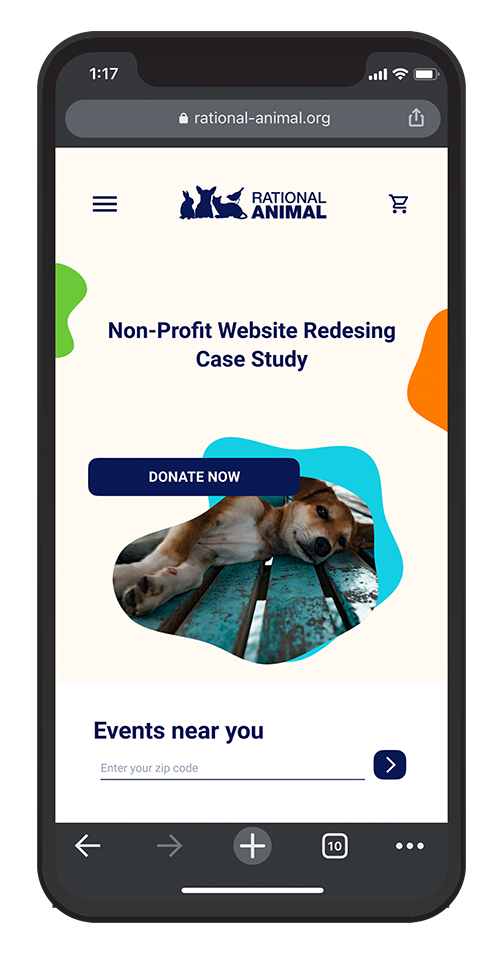 1:17
rational-animal.org
RATIONAL
ANIMAL
Non-Profit Website Redesing
Case Study
DONATE NOW
Events near you
Enter your zip code
10